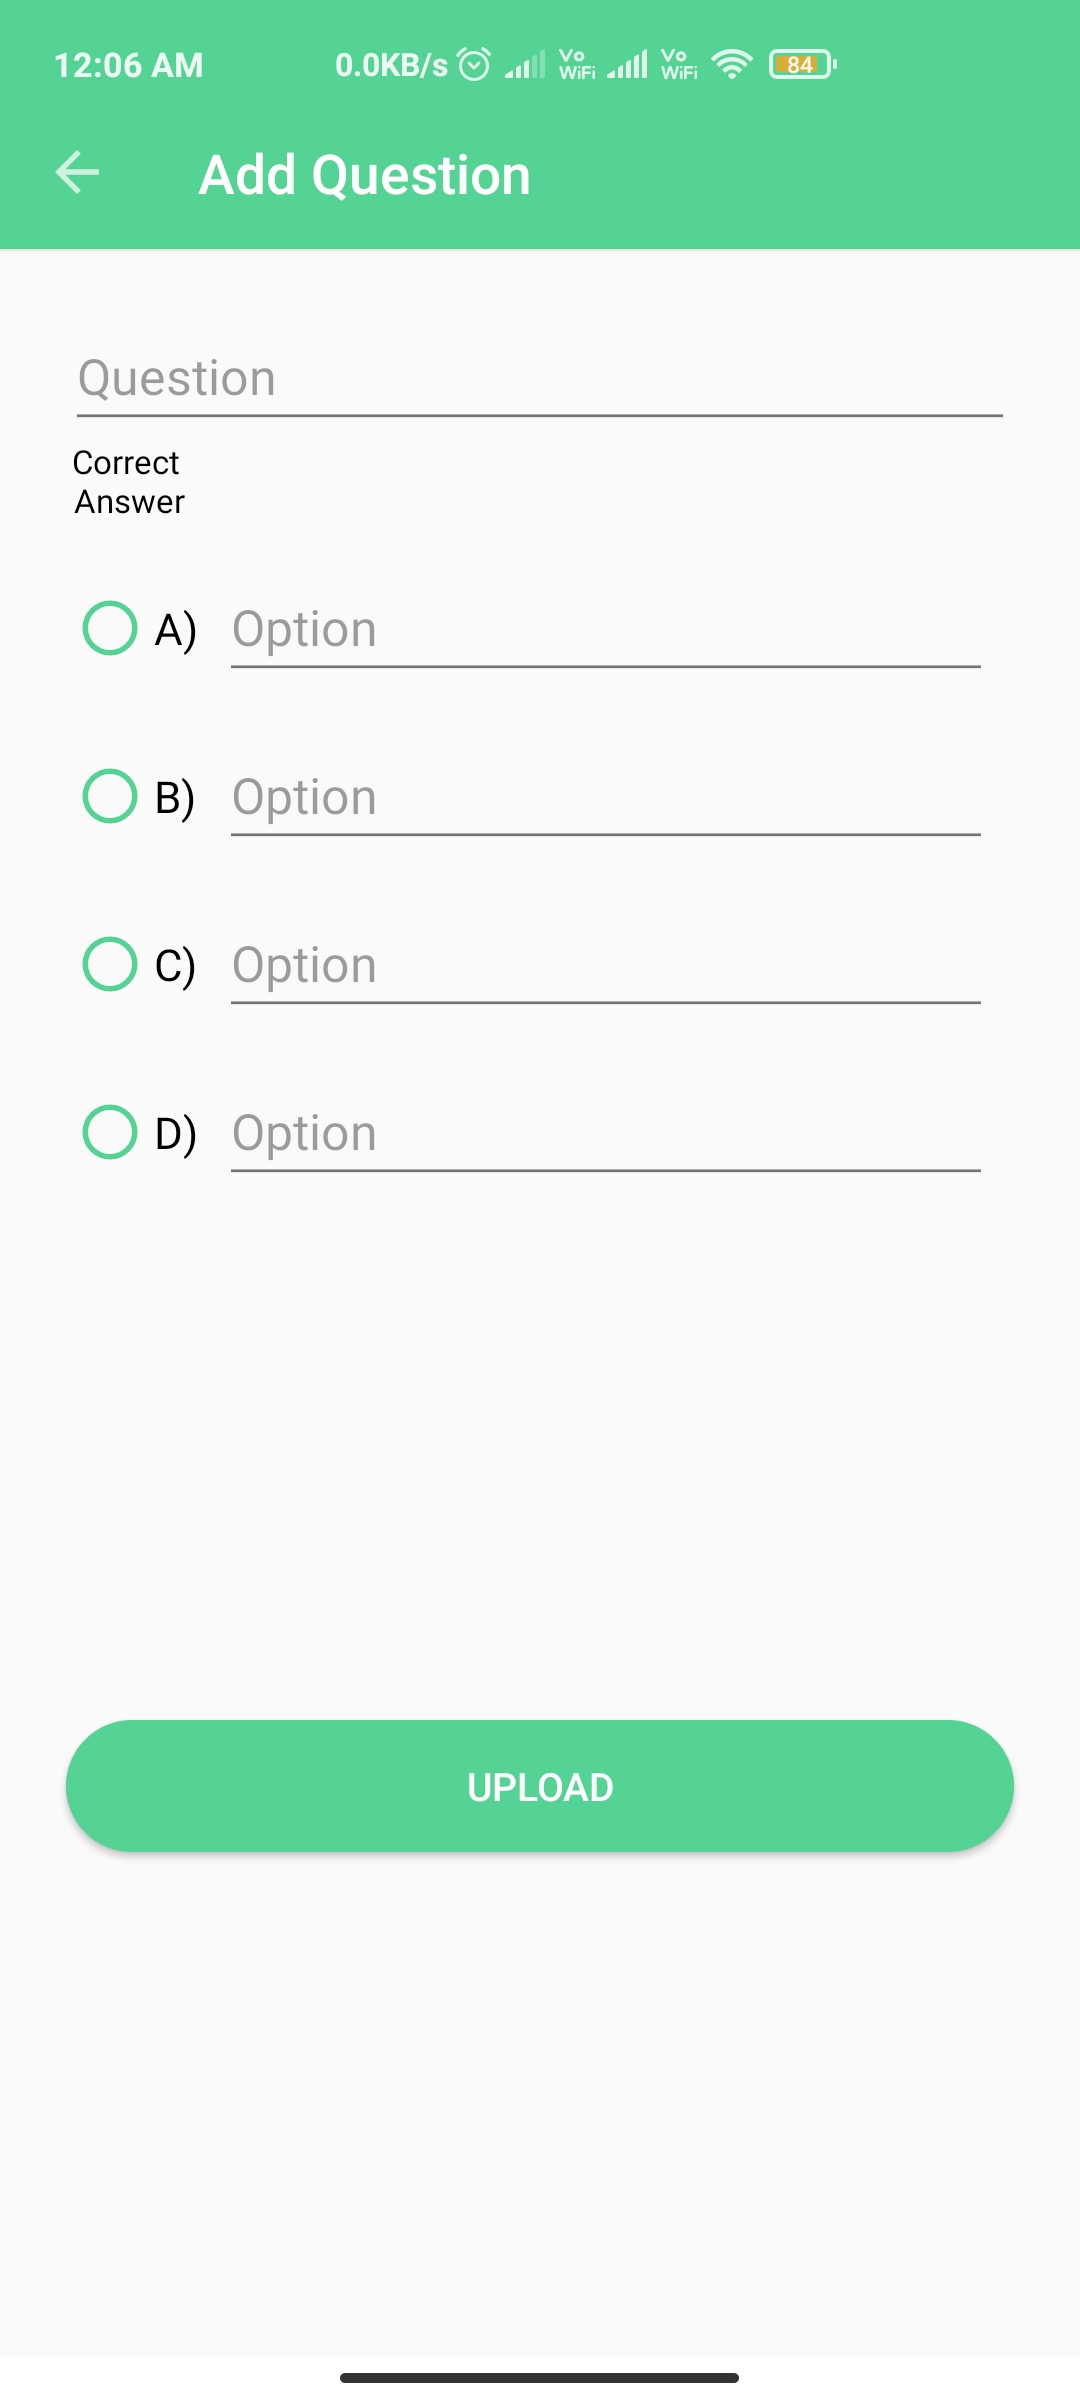 12:06 AM 0.0KB/s Vo WiFi Vo WiFi 84
Add Question
Question
Correct
Answer
A) Option
B) Option
C) Option
D) Option
UPLOAD